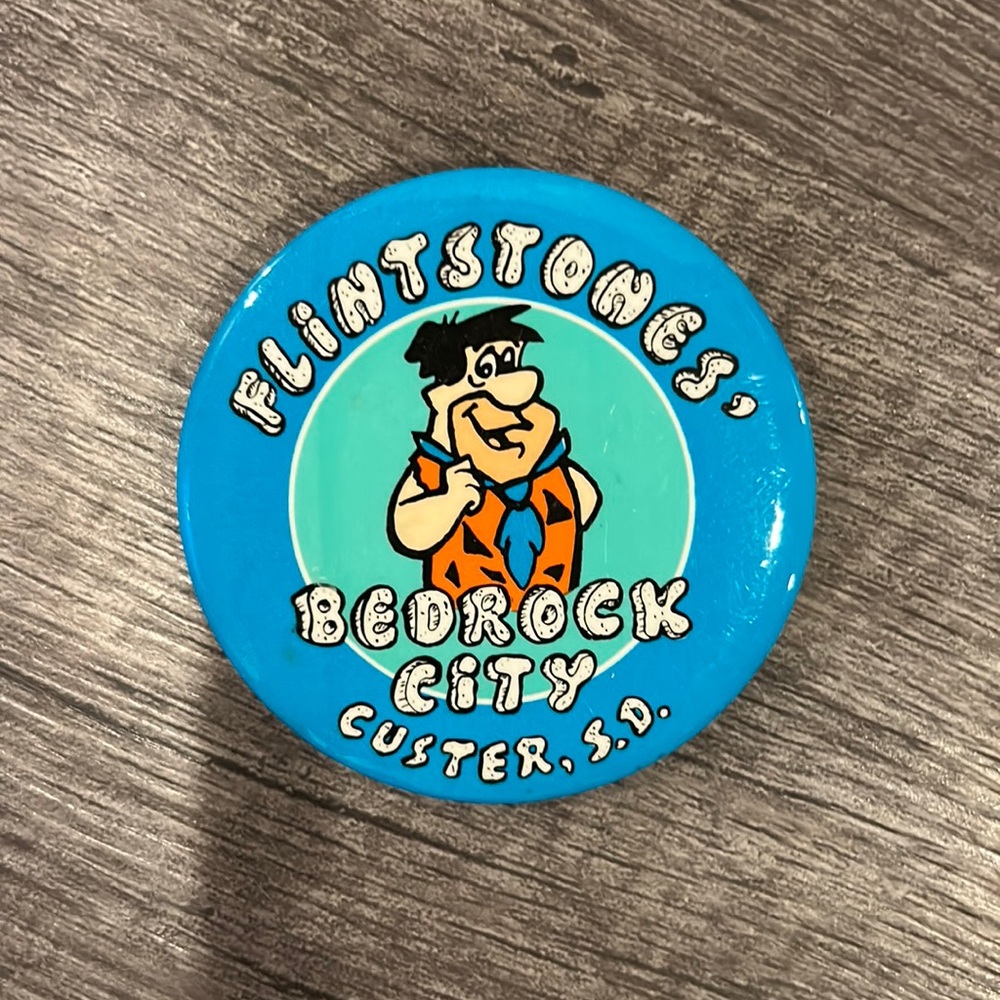 FLiNTSTONES'
BEDROCK
CiTY
CUSTER, S.D.